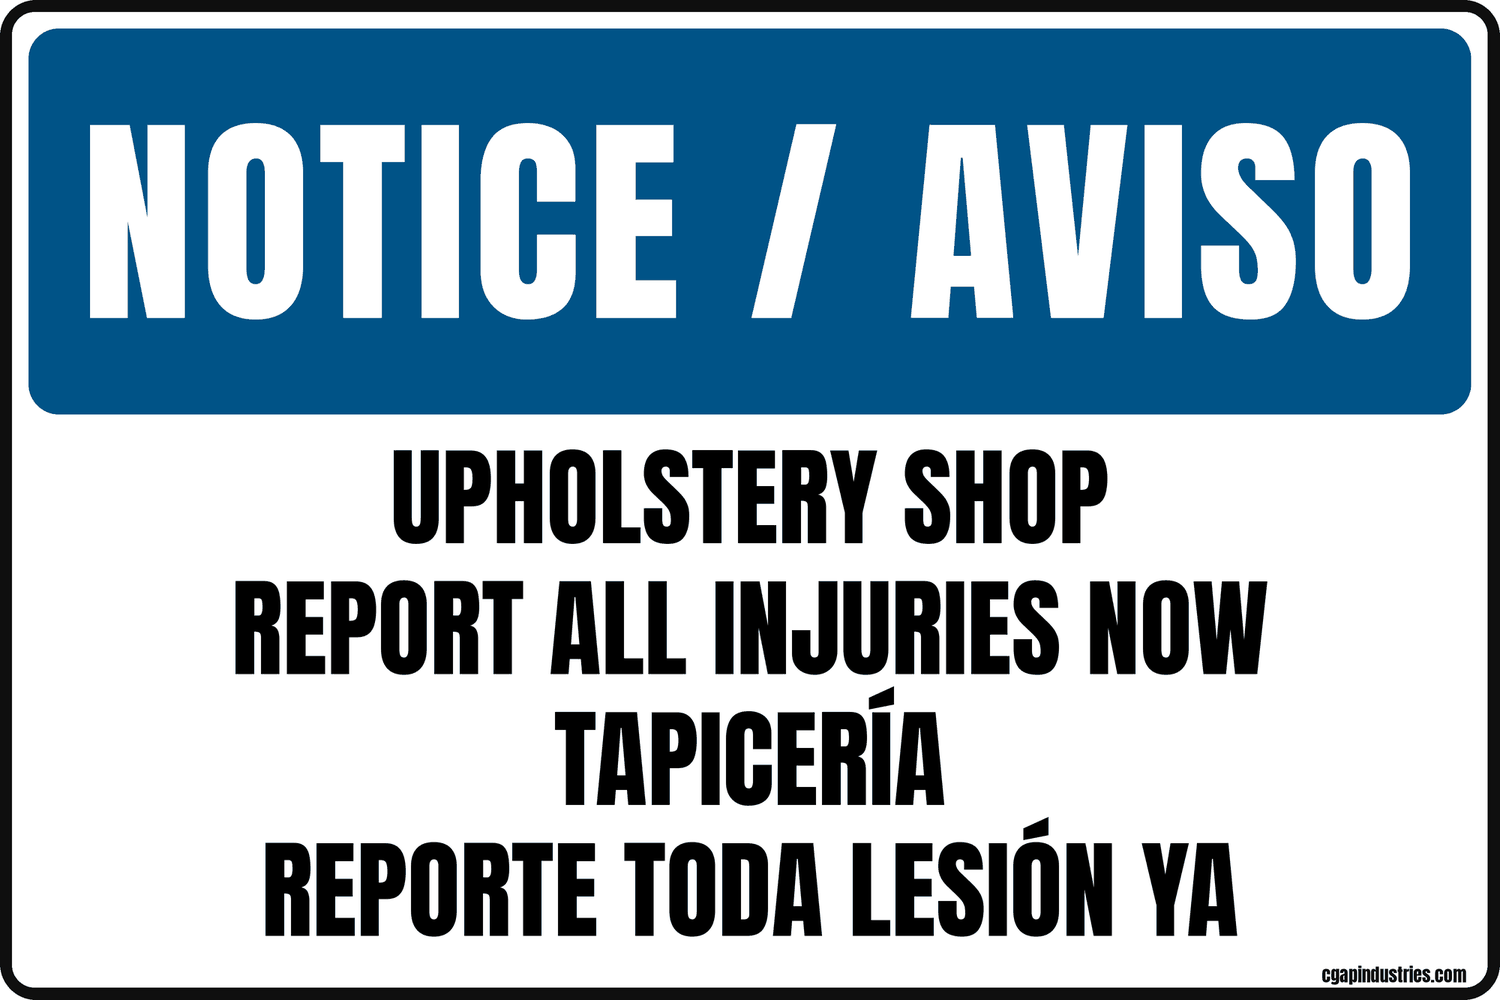 NOTICE / AVISO
UPHOLSTERY SHOP
REPORT ALL INJURIES NOW
TAPICERÍA
REPORTE TODA LESIÓN YA
cgapindustries.com